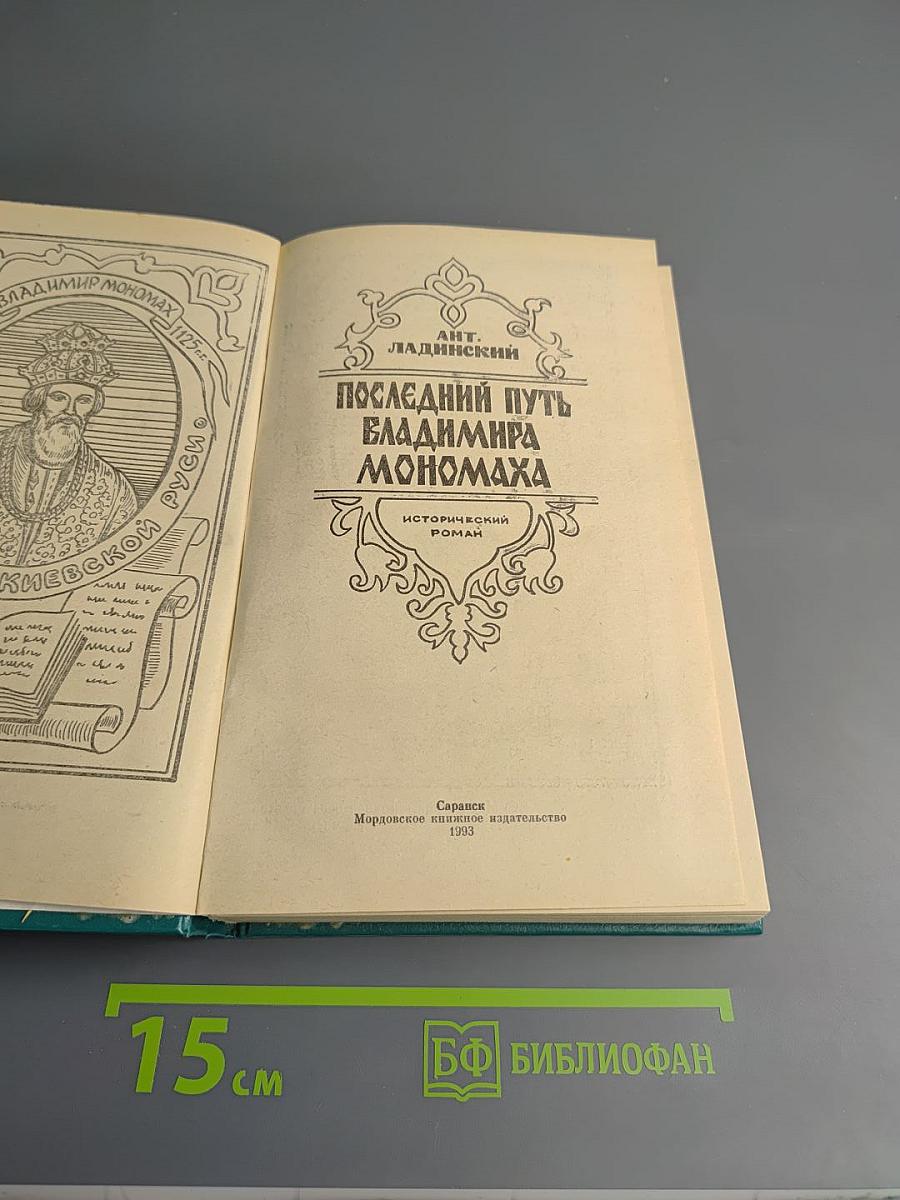 ВЛАДИМИР МОНОМАХ
1125 г.г.
КИЕВСКОЙ РУСИ
АНТ.
ЛАДИНСКИЙ
ПОСЛЕДНИЙ ПУТЬ
ВЛАДИМИРА
МОНОМАХА
ИСТОРИЧЕСКИЙ
РОМАН
Саранск
Мордовское книжное издательство
1993
15 см
БФ БИБЛИОФАН